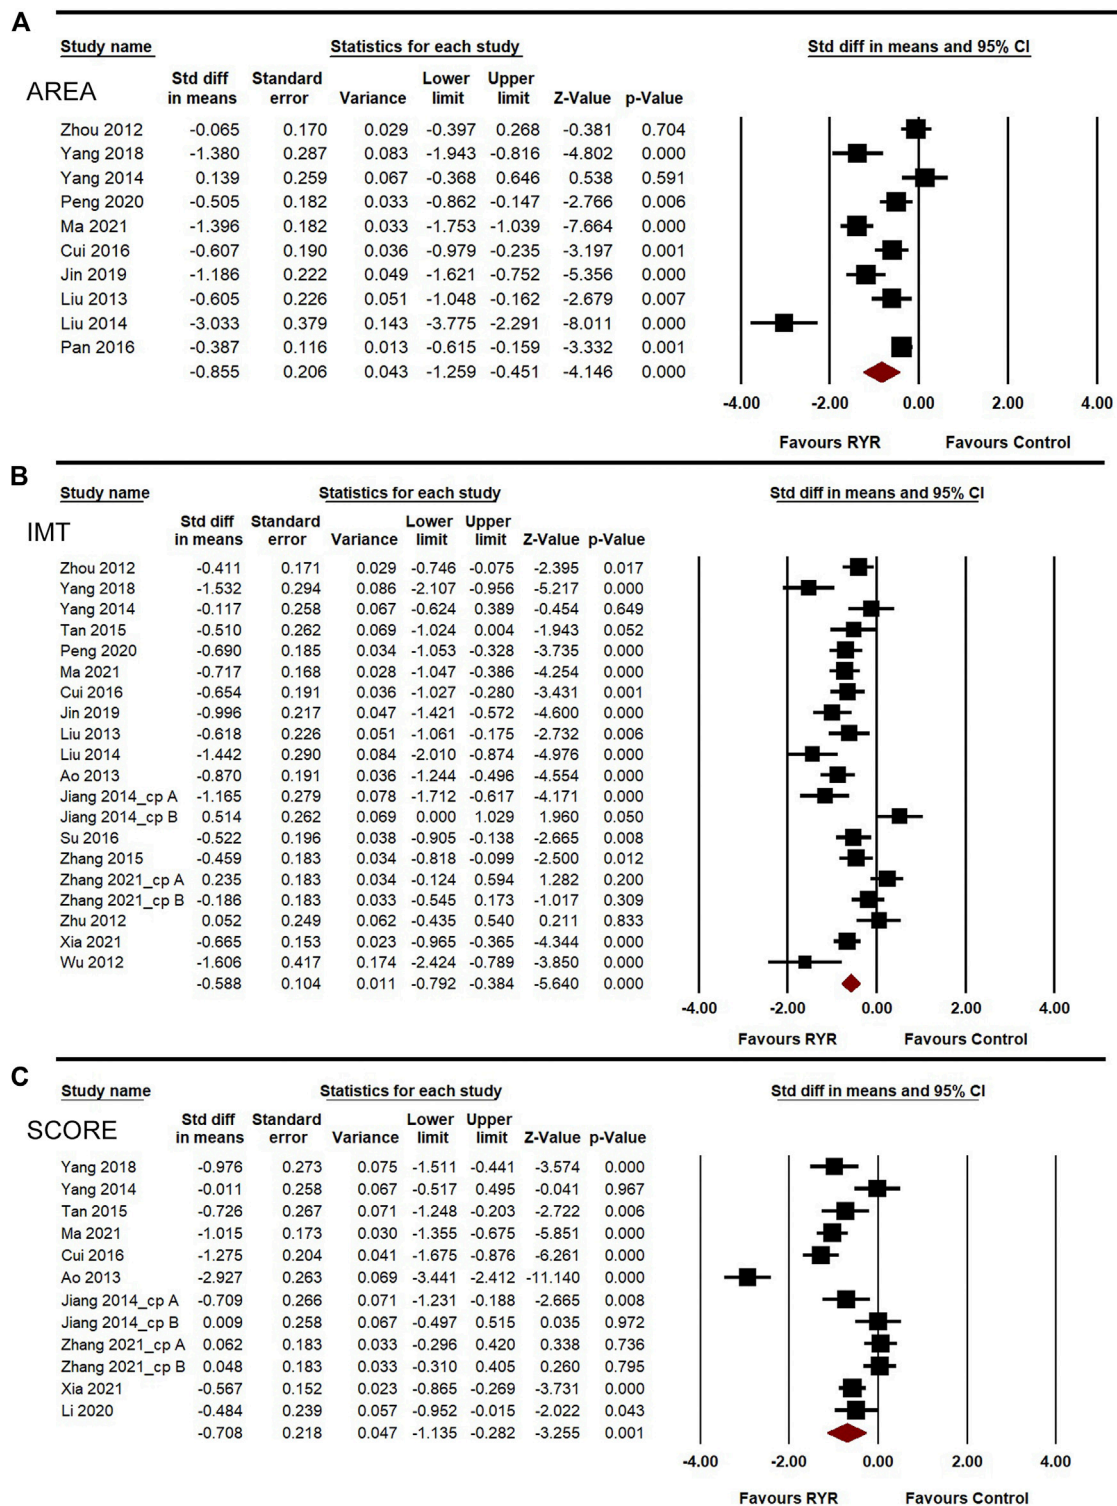 A
Study name Statistics for each study Std diff in means and 95% CI
AREA
Std diff Standard Lower Upper
in means error Variance limit limit Z-Value p-Value
Zhou 2012 -0.065 0.170 0.029 -0.397 0.268 -0.381 0.704
Yang 2018 -1.380 0.287 0.083 -1.943 -0.816 -4.802 0.000
Yang 2014 0.139 0.259 0.067 -0.368 0.646 0.538 0.591
Peng 2020 -0.505 0.182 0.033 -0.862 -0.147 -2.766 0.006
Ma 2021 -1.396 0.182 0.033 -1.753 -1.039 -7.664 0.000
Cui 2016 -0.607 0.190 0.036 -0.979 -0.235 -3.197 0.001
Jin 2019 -1.186 0.222 0.049 -1.621 -0.752 -5.356 0.000
Liu 2013 -0.605 0.226 0.051 -1.048 -0.162 -2.679 0.007
Liu 2014 -3.033 0.379 0.143 -3.775 -2.291 -8.011 0.000
Pan 2016 -0.387 0.116 0.013 -0.615 -0.159 -3.332 0.001
-0.855 0.206 0.043 -1.259 -0.451 -4.146 0.000
-4.00 -2.00 0.00 2.00 4.00
Favours RYR Favours Control
B
Study name Statistics for each study Std diff in means and 95% CI
IMT
Std diff Standard Lower Upper
in means error Variance limit limit Z-Value p-Value
Zhou 2012 -0.411 0.171 0.029 -0.746 -0.075 -2.395 0.017
Yang 2018 -1.532 0.294 0.086 -2.107 -0.956 -5.217 0.000
Yang 2014 -0.117 0.258 0.067 -0.624 0.389 -0.454 0.649
Tan 2015 -0.510 0.262 0.069 -1.024 0.004 -1.943 0.052
Peng 2020 -0.690 0.185 0.034 -1.053 -0.328 -3.735 0.000
Ma 2021 -0.717 0.168 0.028 -1.047 -0.386 -4.254 0.000
Cui 2016 -0.654 0.191 0.036 -1.027 -0.280 -3.431 0.001
Jin 2019 -0.996 0.217 0.047 -1.421 -0.572 -4.600 0.000
Liu 2013 -0.618 0.226 0.051 -1.061 -0.175 -2.732 0.006
Liu 2014 -1.442 0.290 0.084 -2.010 -0.874 -4.976 0.000
Ao 2013 -0.870 0.191 0.036 -1.244 -0.496 -4.554 0.000
Jiang 2014_cp A -1.165 0.279 0.078 -1.712 -0.617 -4.171 0.000
Jiang 2014_cp B 0.514 0.262 0.069 0.000 1.029 1.960 0.050
Su 2016 -0.522 0.196 0.038 -0.905 -0.138 -2.665 0.008
Zhang 2015 -0.459 0.183 0.034 -0.818 -0.099 -2.500 0.012
Zhang 2021_cp A 0.235 0.183 0.034 -0.124 0.594 1.282 0.200
Zhang 2021_cp B -0.186 0.183 0.033 -0.545 0.173 -1.017 0.309
Zhu 2012 0.052 0.249 0.062 -0.435 0.540 0.211 0.833
Xia 2021 -0.665 0.153 0.023 -0.965 -0.365 -4.344 0.000
Wu 2012 -1.606 0.417 0.174 -2.424 -0.789 -3.850 0.000
-0.588 0.104 0.011 -0.792 -0.384 -5.640 0.000
-4.00 -2.00 0.00 2.00 4.00
Favours RYR Favours Control
C
Study name Statistics for each study Std diff in means and 95% CI
SCORE
Std diff Standard Lower Upper
in means error Variance limit limit Z-Value p-Value
Yang 2018 -0.976 0.273 0.075 -1.511 -0.441 -3.574 0.000
Yang 2014 -0.011 0.258 0.067 -0.517 0.495 -0.041 0.967
Tan 2015 -0.726 0.267 0.071 -1.248 -0.203 -2.722 0.006
Ma 2021 -1.015 0.173 0.030 -1.355 -0.675 -5.851 0.000
Cui 2016 -1.275 0.204 0.041 -1.675 -0.876 -6.261 0.000
Ao 2013 -2.927 0.263 0.069 -3.441 -2.412 -11.140 0.000
Jiang 2014_cp A -0.709 0.266 0.071 -1.231 -0.188 -2.665 0.008
Jiang 2014_cp B 0.009 0.258 0.067 -0.497 0.515 0.035 0.972
Zhang 2021_cp A 0.062 0.183 0.033 -0.296 0.420 0.338 0.736
Zhang 2021_cp B 0.048 0.183 0.033 -0.310 0.405 0.260 0.795
Xia 2021 -0.567 0.152 0.023 -0.865 -0.269 -3.731 0.000
Li 2020 -0.484 0.239 0.057 -0.952 -0.015 -2.022 0.043
-0.708 0.218 0.047 -1.135 -0.282 -3.255 0.001
-4.00 -2.00 0.00 2.00 4.00
Favours RYR Favours Control